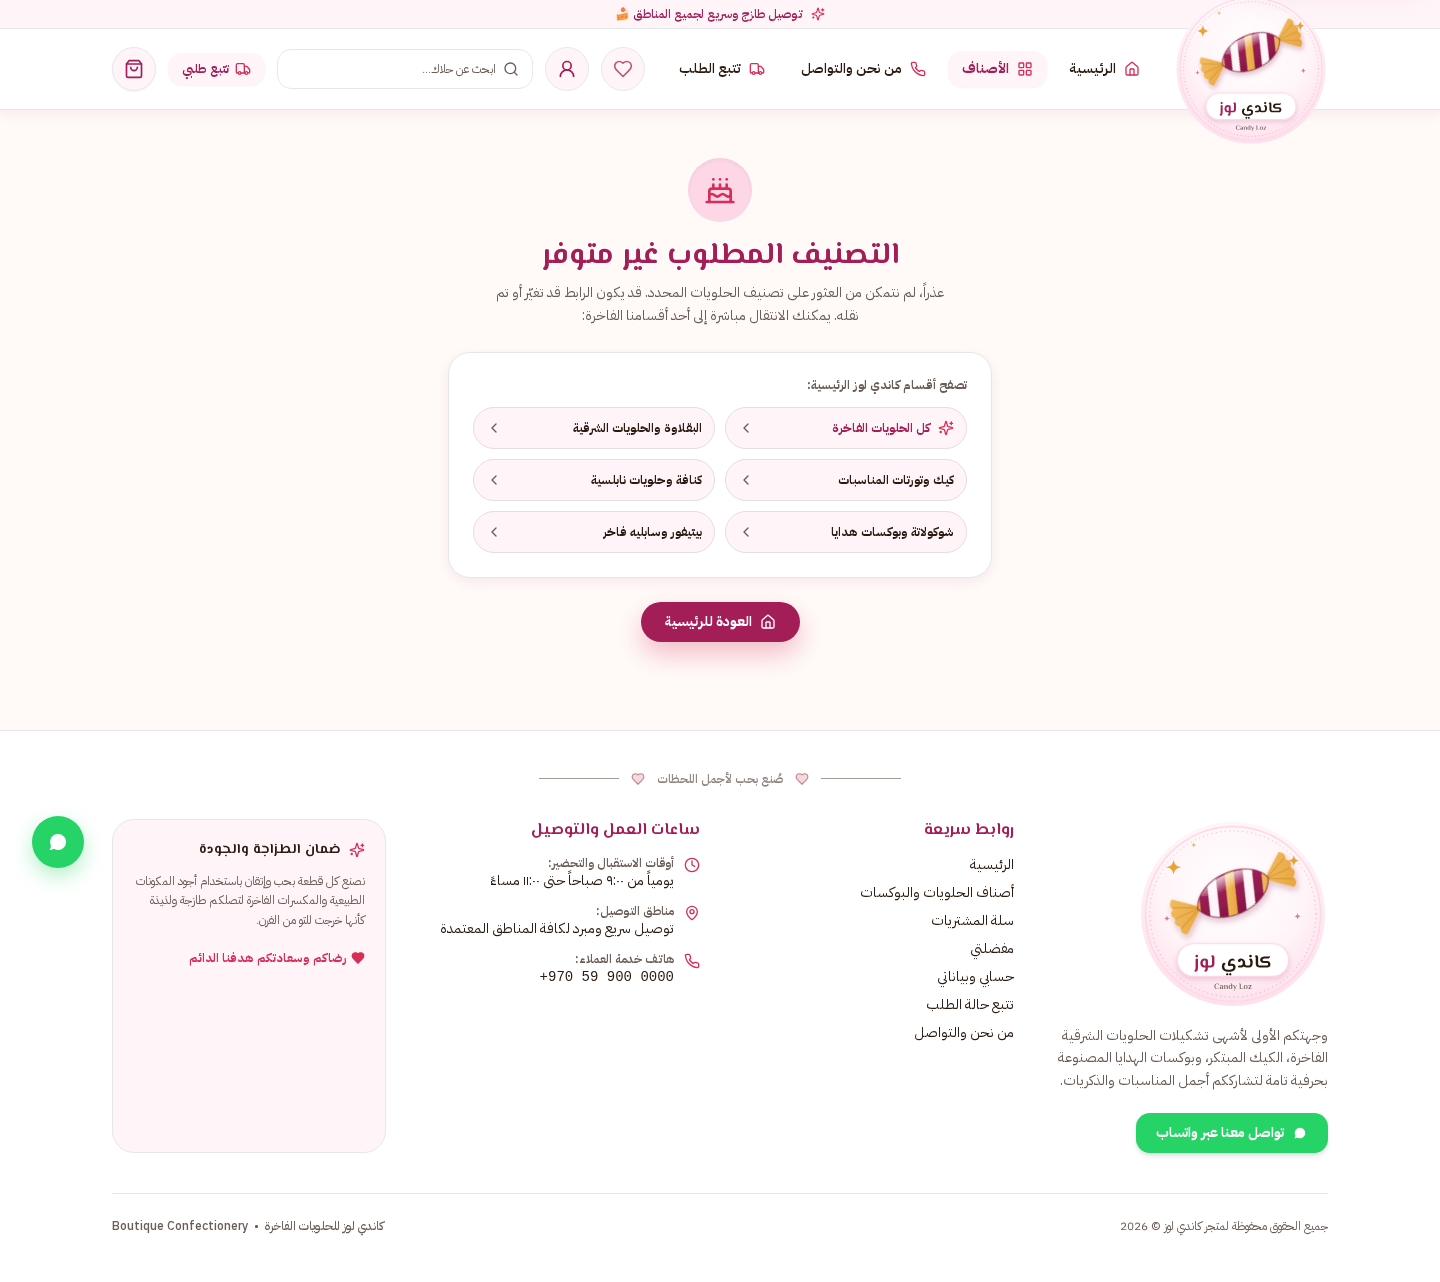 توصيل طازج وسريع لجميع المناطق 🍰
كاندي لوز
Candy Loz
الرئيسية
الأصناف
من نحن والتواصل
تتبع الطلب
ابحث عن حلاك...
تتبع طلبي
التصنيف المطلوب غير متوفر
عذراً، لم نتمكن من العثور على تصنيف الحلويات المحدد. قد يكون الرابط قد تغيّر أو تم
نقله. يمكنك الانتقال مباشرة إلى أحد أقسامنا الفاخرة:
تصفح أقسام كاندي لوز الرئيسية:
كل الحلويات الفاخرة
البقلاوة والحلويات الشرقية
كيك وتورتات المناسبات
كنافة وحلويات نابلسية
شوكولاتة وبوكسات هدايا
بيتيفور وسابليه فاخر
العودة للرئيسية
صُنع بحب لأجمل اللحظات
كاندي لوز
Candy Loz
وجهتكم الأولى لأشهى تشكيلات الحلويات الشرقية
الفاخرة، الكيك المبتكر، وبوكسات الهدايا المصنوعة
بحرفية تامة لتشارككم أجمل المناسبات والذكريات.
تواصل معنا عبر واتساب
روابط سريعة
الرئيسية
أصناف الحلويات والبوكسات
سلة المشتريات
مفضلتي
حسابي وبياناتي
تتبع حالة الطلب
من نحن والتواصل
ساعات العمل والتوصيل
أوقات الاستقبال والتحضير:
يومياً من ٩:٠٠ صباحاً حتى ١١:٠٠ مساءً
مناطق التوصيل:
توصيل سريع ومبرد لكافة المناطق المعتمدة
هاتف خدمة العملاء:
+970 59 900 0000
ضمان الطزاجة والجودة
نصنع كل قطعة بحب وإتقان باستخدام أجود المكونات
الطبيعية والمكسرات الفاخرة لتصلكم طازجة ولذيذة
كأنها خرجت للتو من الفرن.
رضاكم وسعادتكم هدفنا الدائم
جميع الحقوق محفوظة لمتجر كاندي لوز © 2026
كاندي لوز للحلويات الفاخرة • Boutique Confectionery